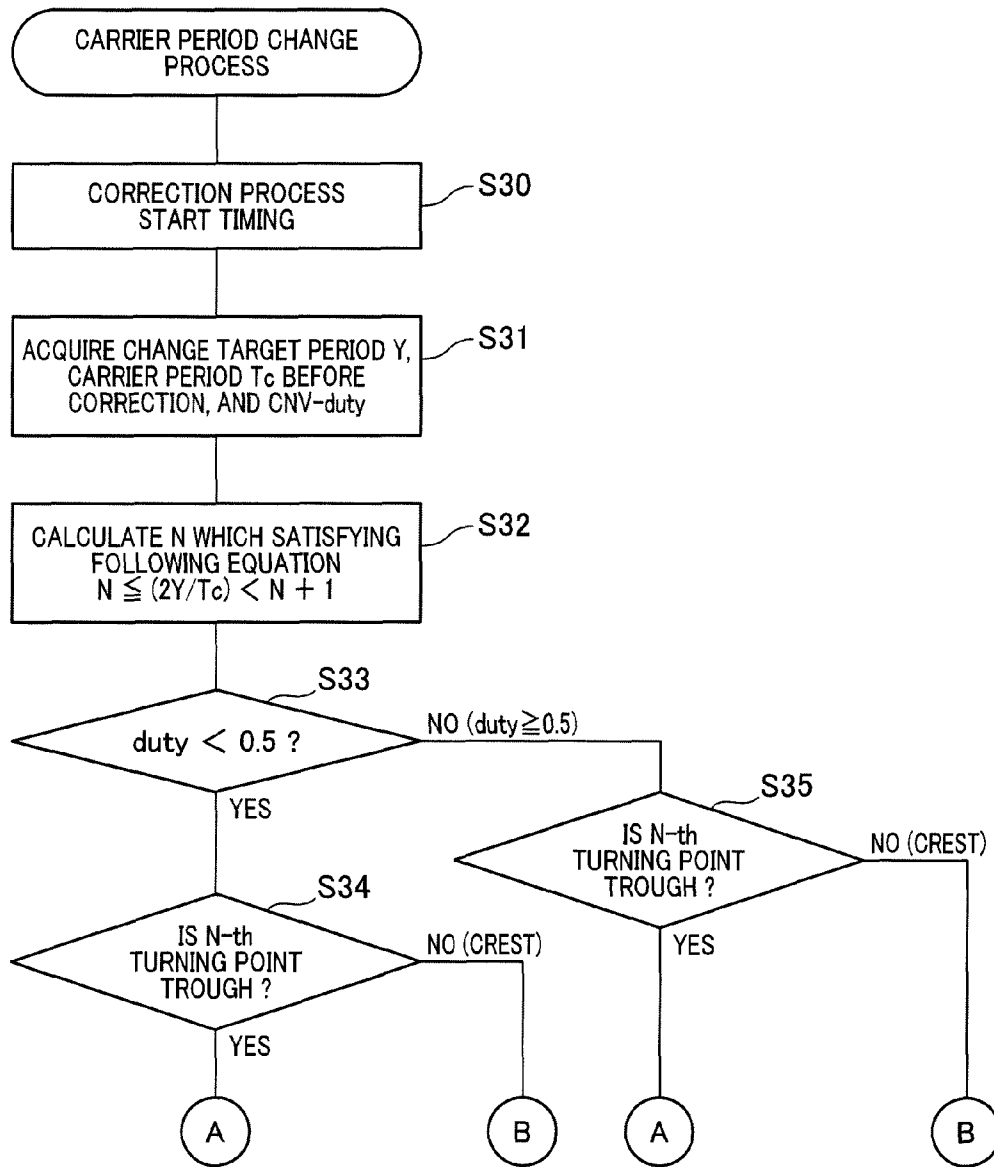 CARRIER PERIOD CHANGE
PROCESS
S30
CORRECTION PROCESS
START TIMING
S31
ACQUIRE CHANGE TARGET PERIOD Y,
CARRIER PERIOD Tc BEFORE
CORRECTION, AND CNV-duty
S32
CALCULATE N WHICH SATISFYING
FOLLOWING EQUATION
N ≦ (2Y/Tc) < N + 1
S33
duty < 0.5 ?
NO (duty≧0.5)
YES
S35
IS N-th
TURNING POINT
TROUGH ?
NO (CREST)
YES
S34
IS N-th
TURNING POINT
TROUGH ?
NO (CREST)
YES
A
B
A
B